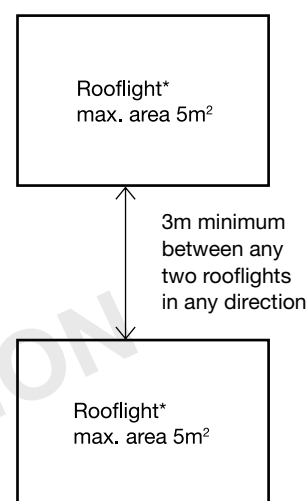 Rooflight*
max. area 5m²
3m minimum
between any
two rooflights
in any direction
Rooflight*
max. area 5m²